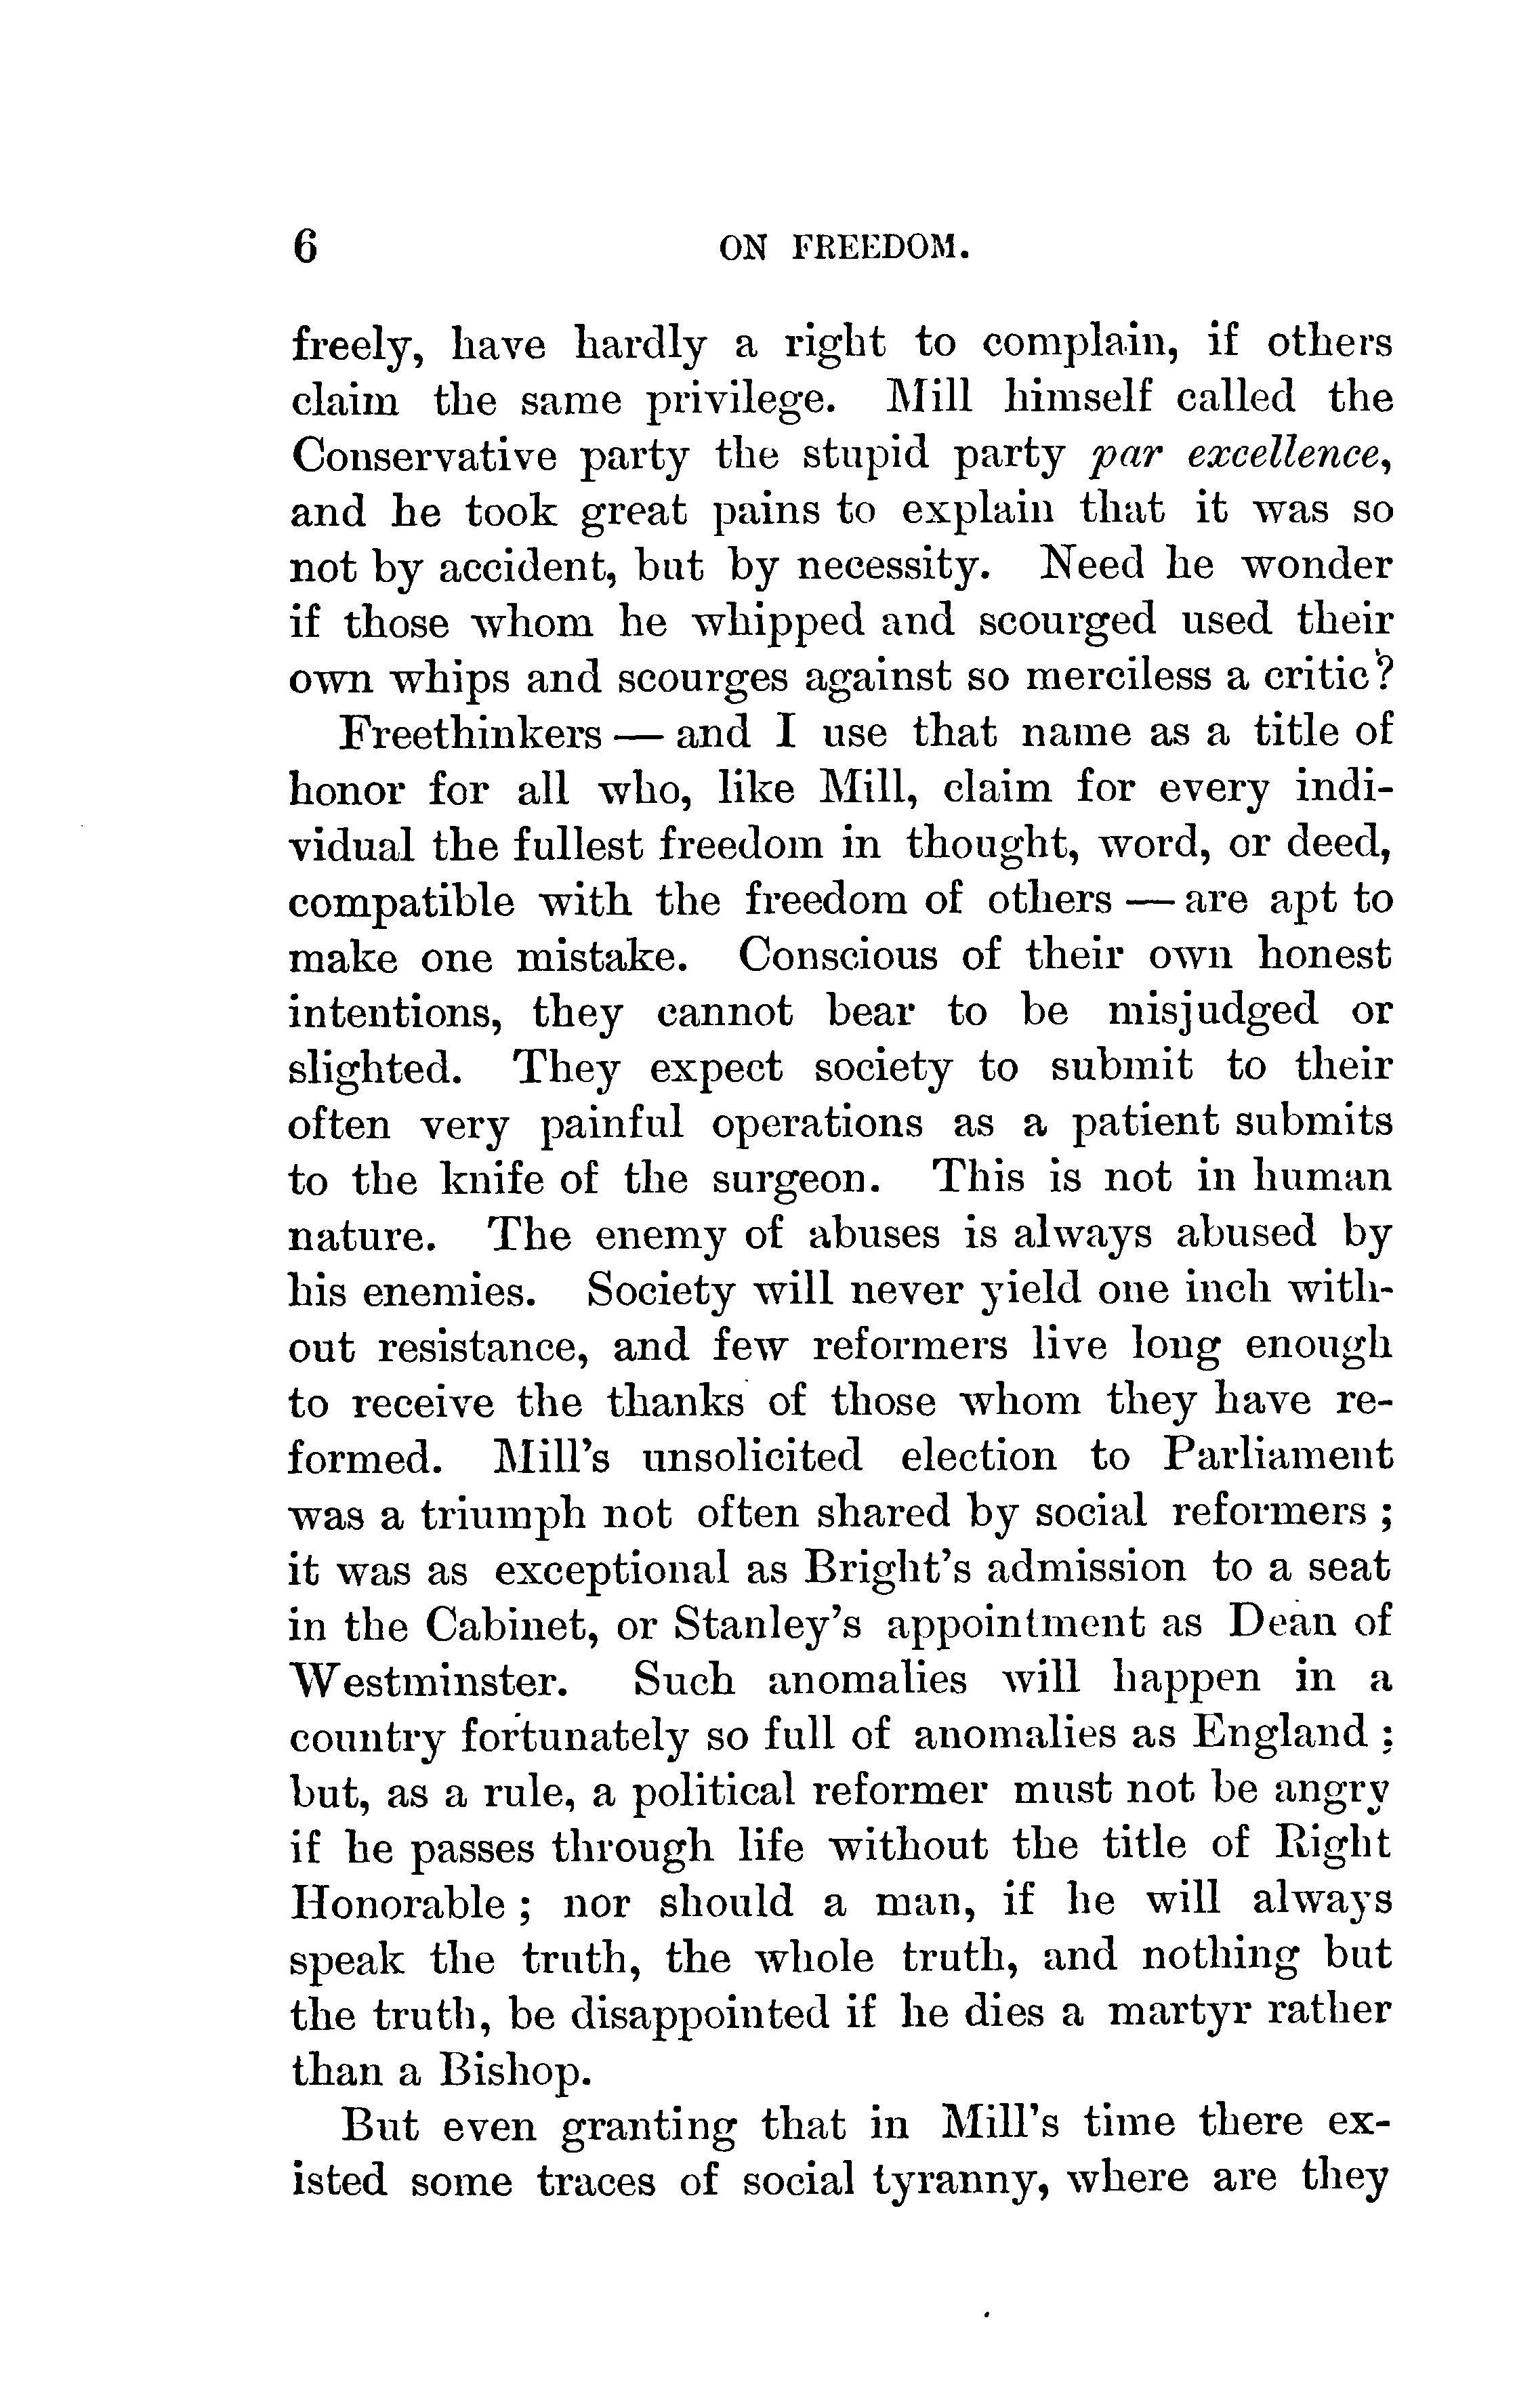 6 ON FREEDOM.
freely, have hardly a right to complain, if others
claim the same privilege. Mill himself called the
Conservative party the stupid party par excellence,
and he took great pains to explain that it was so
not by accident, but by necessity. Need he wonder
if those whom he whipped and scourged used their
own whips and scourges against so merciless a critic?
Freethinkers — and I use that name as a title of
honor for all who, like Mill, claim for every indi-
vidual the fullest freedom in thought, word, or deed,
compatible with the freedom of others — are apt to
make one mistake. Conscious of their own honest
intentions, they cannot bear to be misjudged or
slighted. They expect society to submit to their
often very painful operations as a patient submits
to the knife of the surgeon. This is not in human
nature. The enemy of abuses is always abused by
his enemies. Society will never yield one inch with-
out resistance, and few reformers live long enough
to receive the thanks of those whom they have re-
formed. Mill's unsolicited election to Parliament
was a triumph not often shared by social reformers ;
it was as exceptional as Bright's admission to a seat
in the Cabinet, or Stanley's appointment as Dean of
Westminster. Such anomalies will happen in a
country fortunately so full of anomalies as England ;
but, as a rule, a political reformer must not be angry
if he passes through life without the title of Right
Honorable ; nor should a man, if he will always
speak the truth, the whole truth, and nothing but
the truth, be disappointed if he dies a martyr rather
than a Bishop.
But even granting that in Mill's time there ex-
isted some traces of social tyranny, where are they